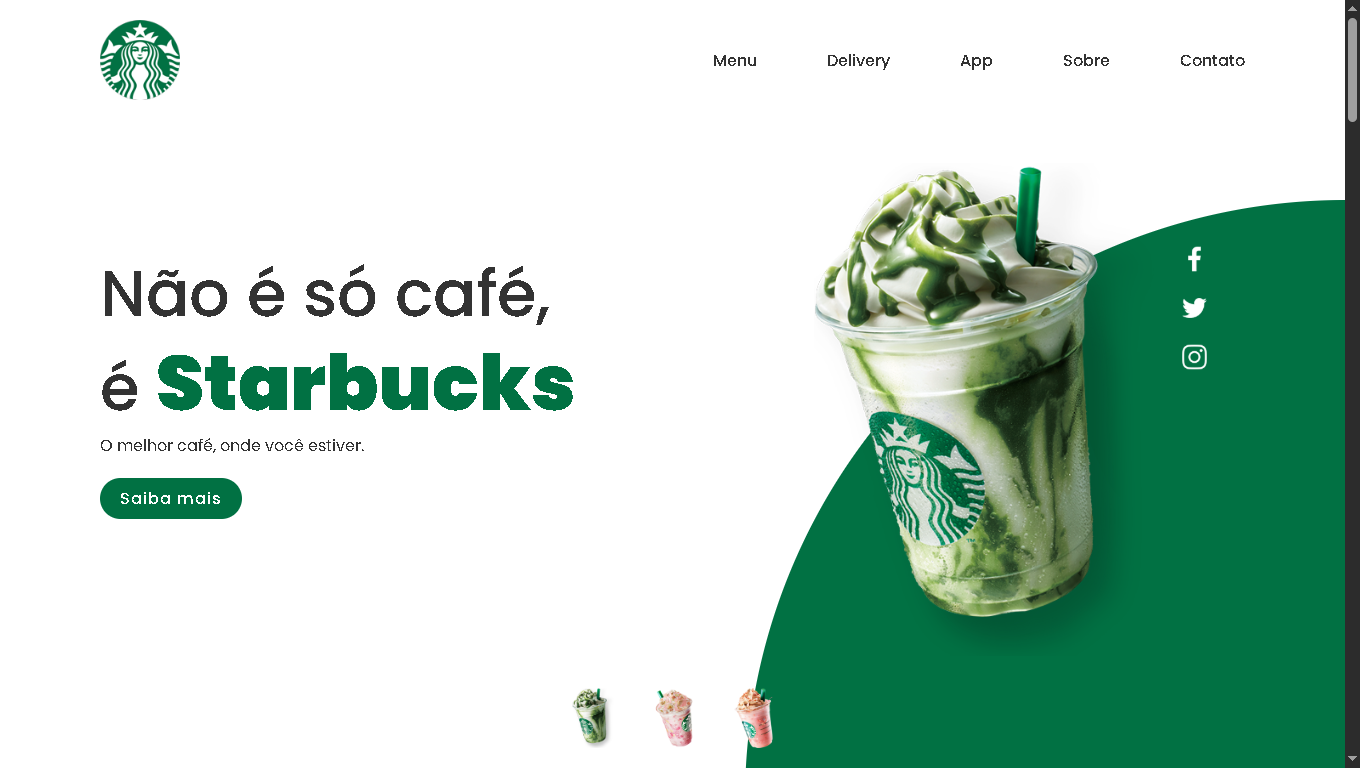 Menu Delivery App Sobre Contato
Não é só café,
é Starbucks
O melhor café, onde você estiver.
Saiba mais